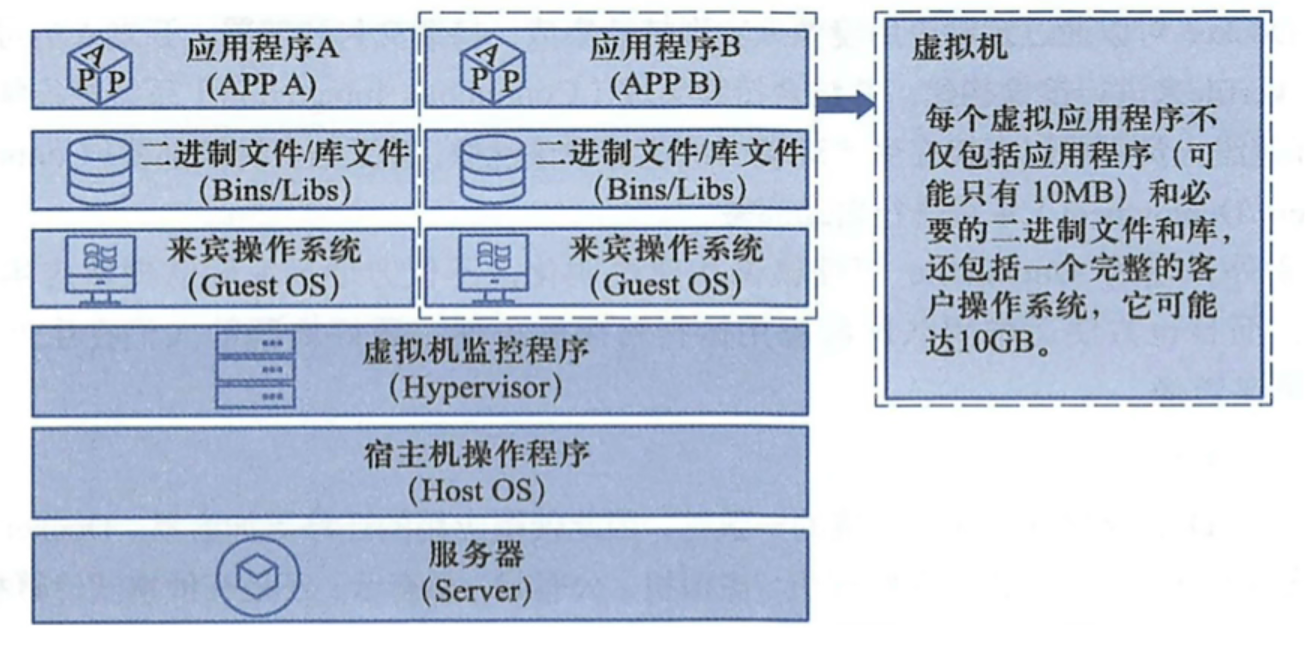 应用程序A
(APP A)
应用程序B
(APP B)
APP
APP
二进制文件/库文件
(Bins/Libs)
二进制文件/库文件
(Bins/Libs)
来宾操作系统
(Guest OS)
来宾操作系统
(Guest OS)
虚拟机监控程序
(Hypervisor)
宿主机操作程序
(Host OS)
服务器
(Server)
虚拟机
每个虚拟应用程序不
仅包括应用程序（可
能只有 10MB）和必
要的二进制文件和库，
还包括一个完整的客
户操作系统，它可能
达10GB。